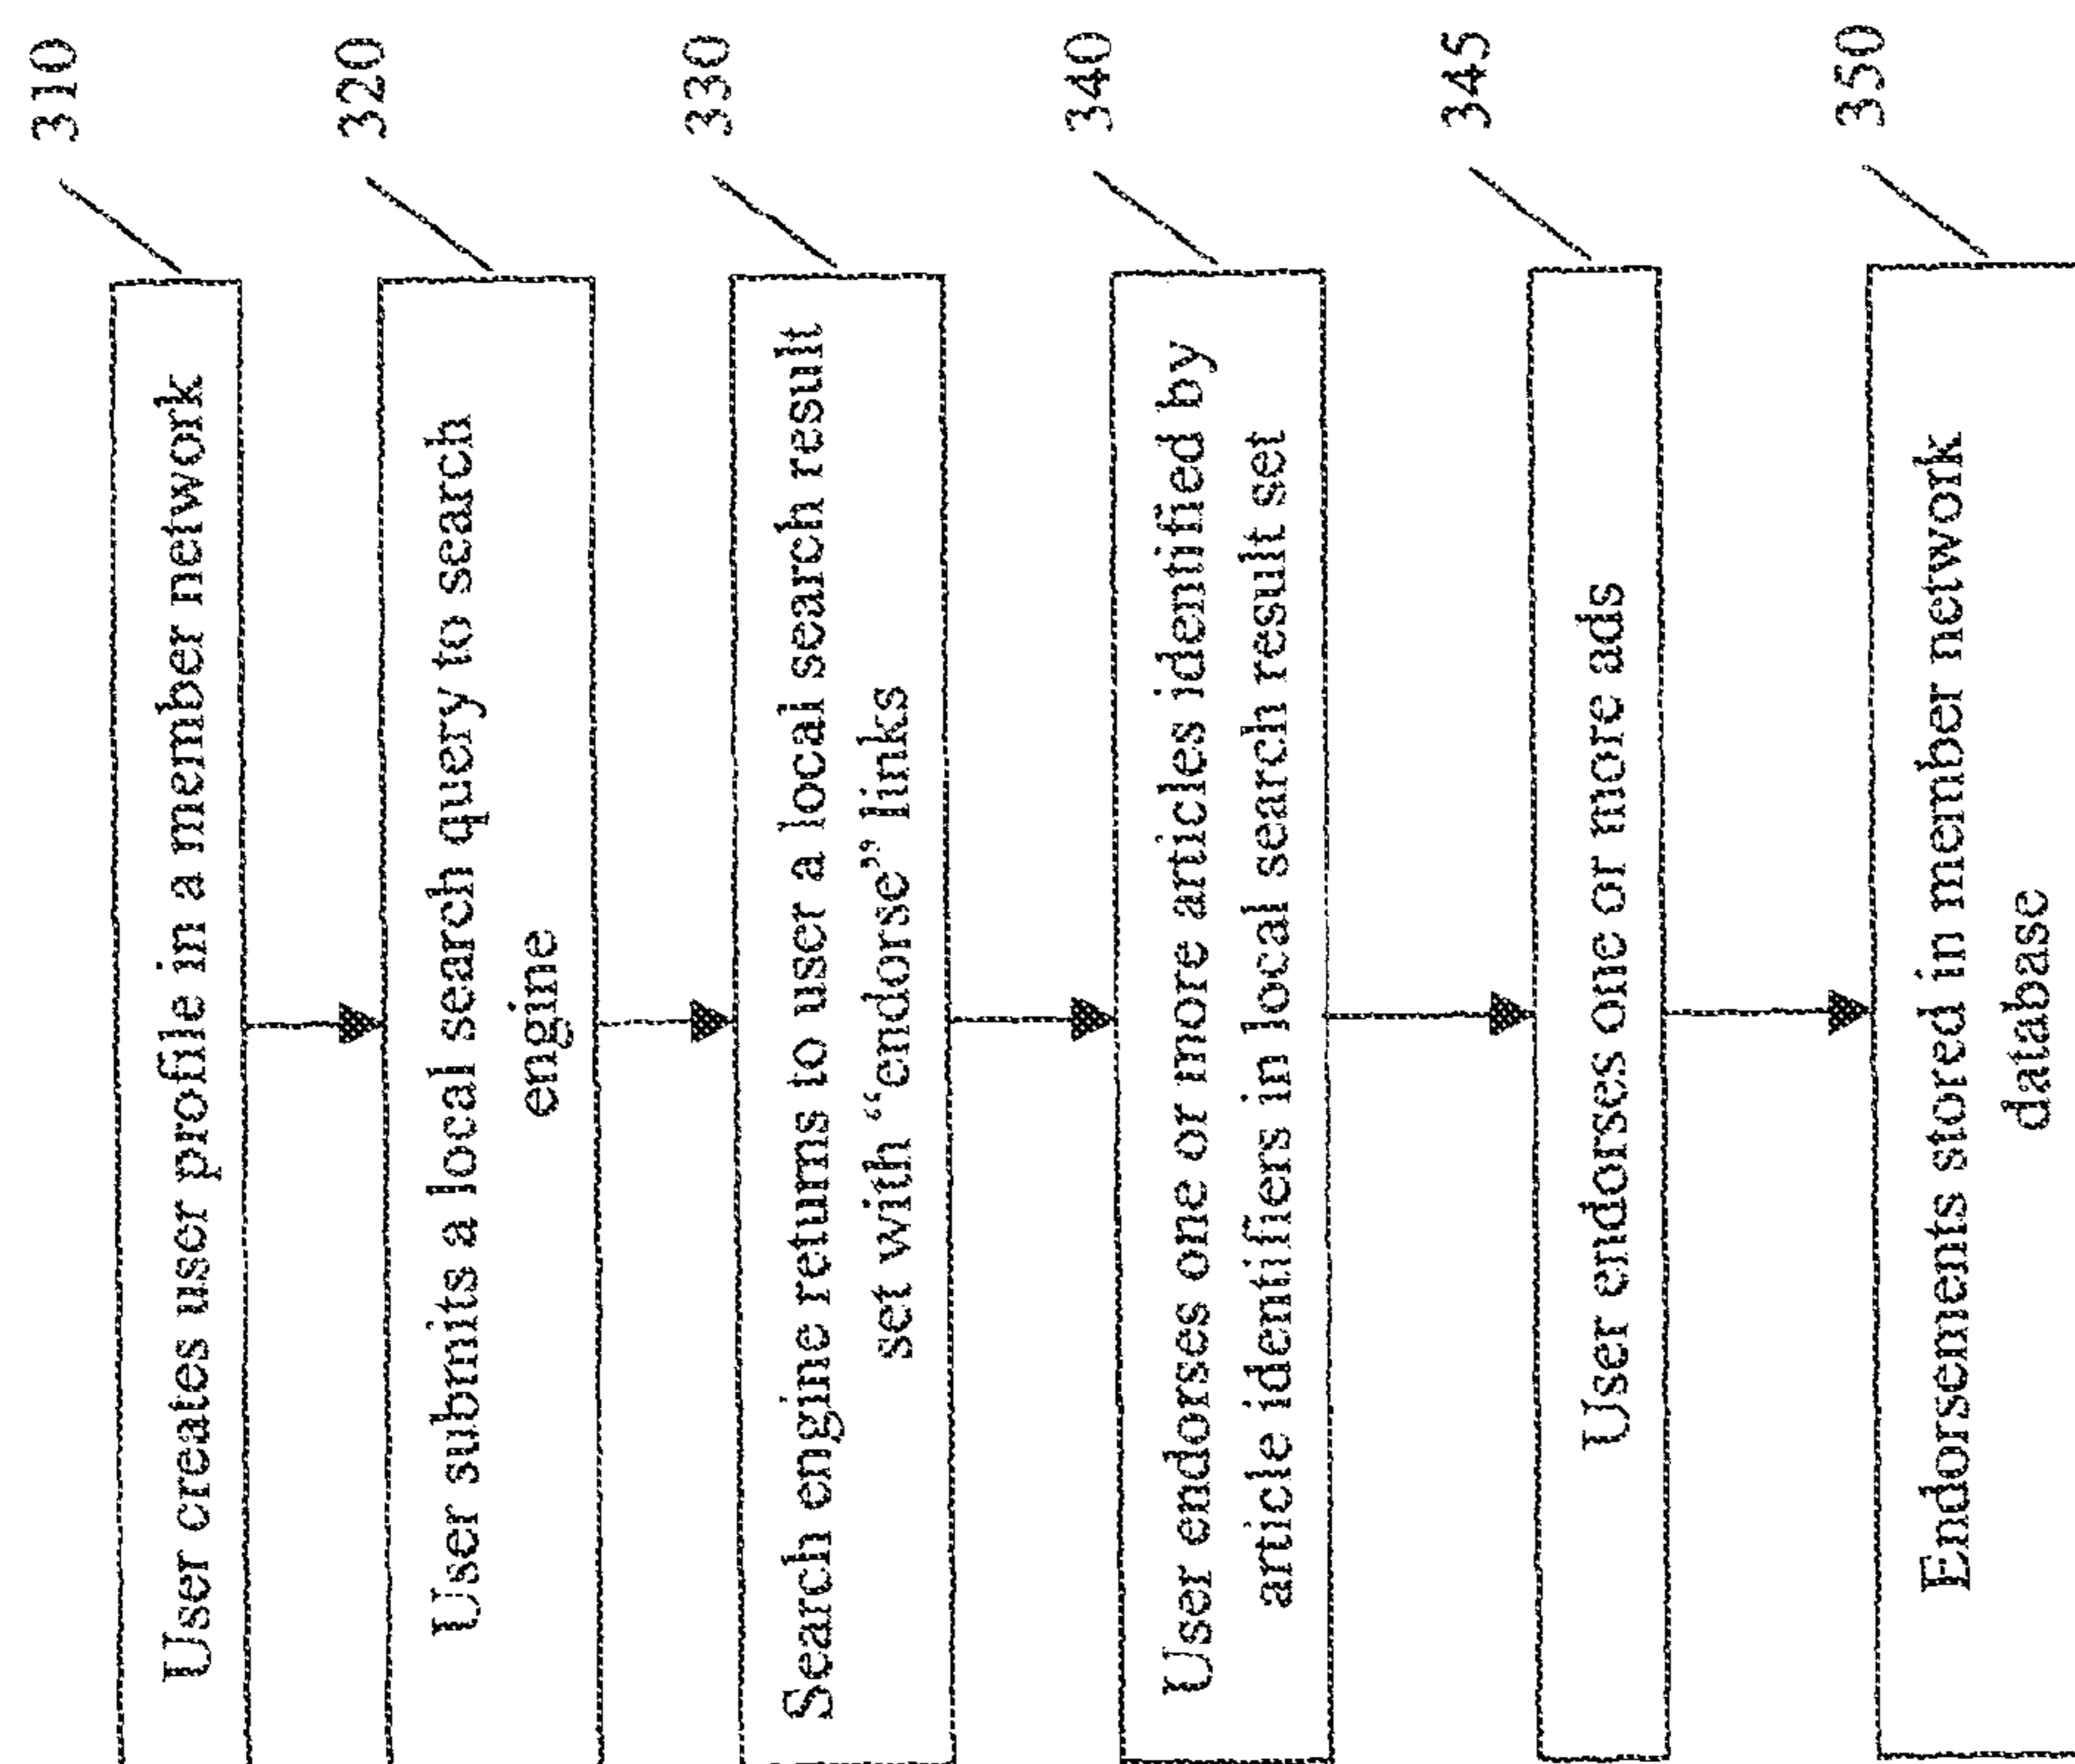 310
User creates user profile in a member network
320
User submits a local search query to search
engine
330
Search engine returns to user a local search result
set with “endorse” links
340
User endorses one or more articles identified by
article identifiers in local search result set
345
User endorses one or more ads
350
Endorsements stored in member network
database